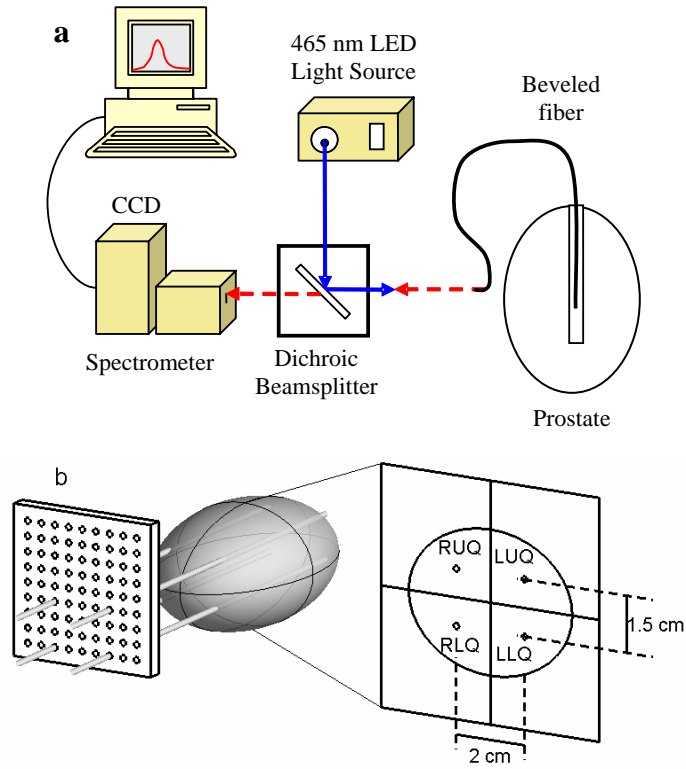 a
465 nm LED
Light Source
Beveled
fiber
CCD
Spectrometer
Dichroic
Beamsplitter
Prostate
b
RUQ
LUQ
RLQ
LLQ
1.5 cm
2 cm